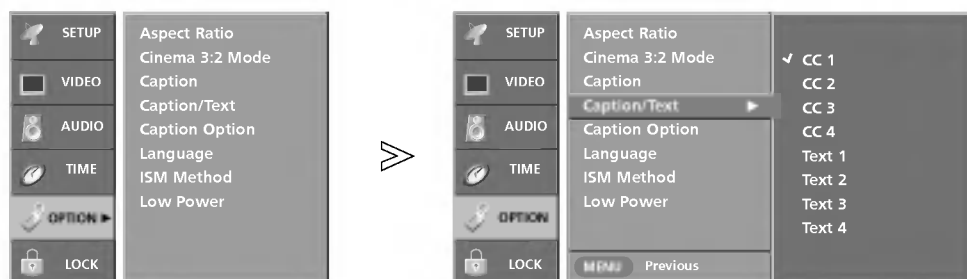 SETUP
VIDEO
AUDIO
TIME
OPTION
LOCK
Aspect Ratio
Cinema 3:2 Mode
Caption
Caption/Text
Caption Option
Language
ISM Method
Low Power
SETUP
VIDEO
AUDIO
TIME
OPTION
LOCK
Aspect Ratio
Cinema 3:2 Mode
Caption
Caption/Text
Caption Option
Language
ISM Method
Low Power
MENU Previous
CC 1
CC 2
CC 3
CC 4
Text 1
Text 2
Text 3
Text 4